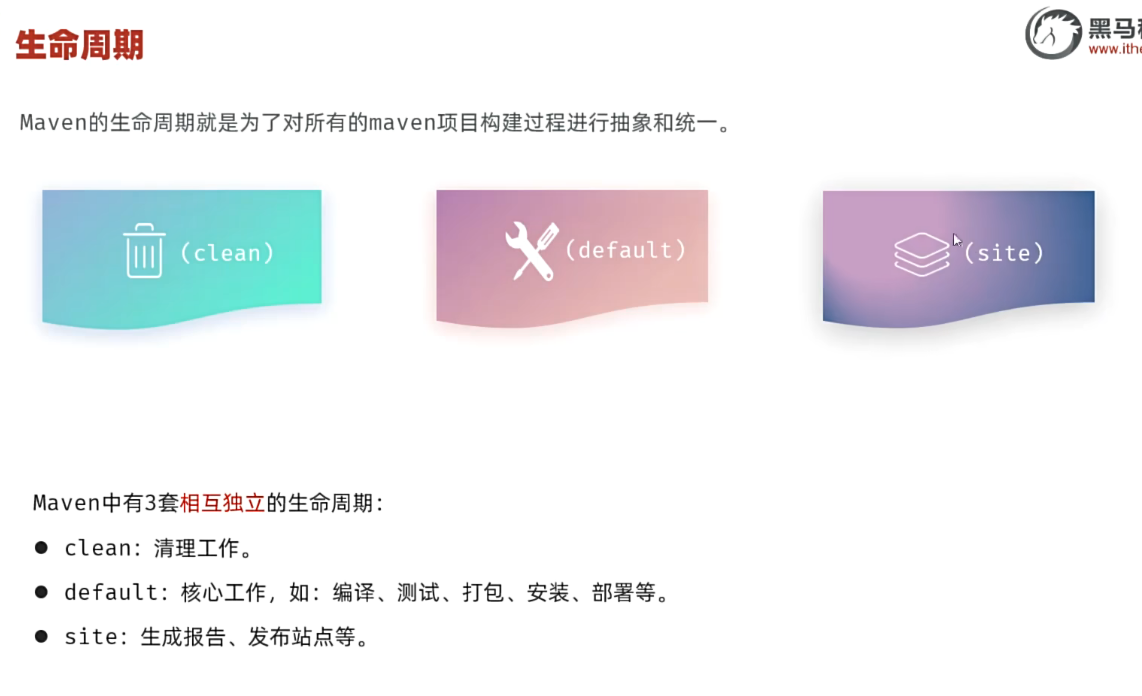 生命周期
黑马
www.ithe
Maven的生命周期就是为了对所有的maven项目构建过程进行抽象和统一。
(clean)
(default)
(site)
Maven中有3套相互独立的生命周期：
● clean：清理工作。
● default：核心工作，如：编译、测试、打包、安装、部署等。
● site：生成报告、发布站点等。